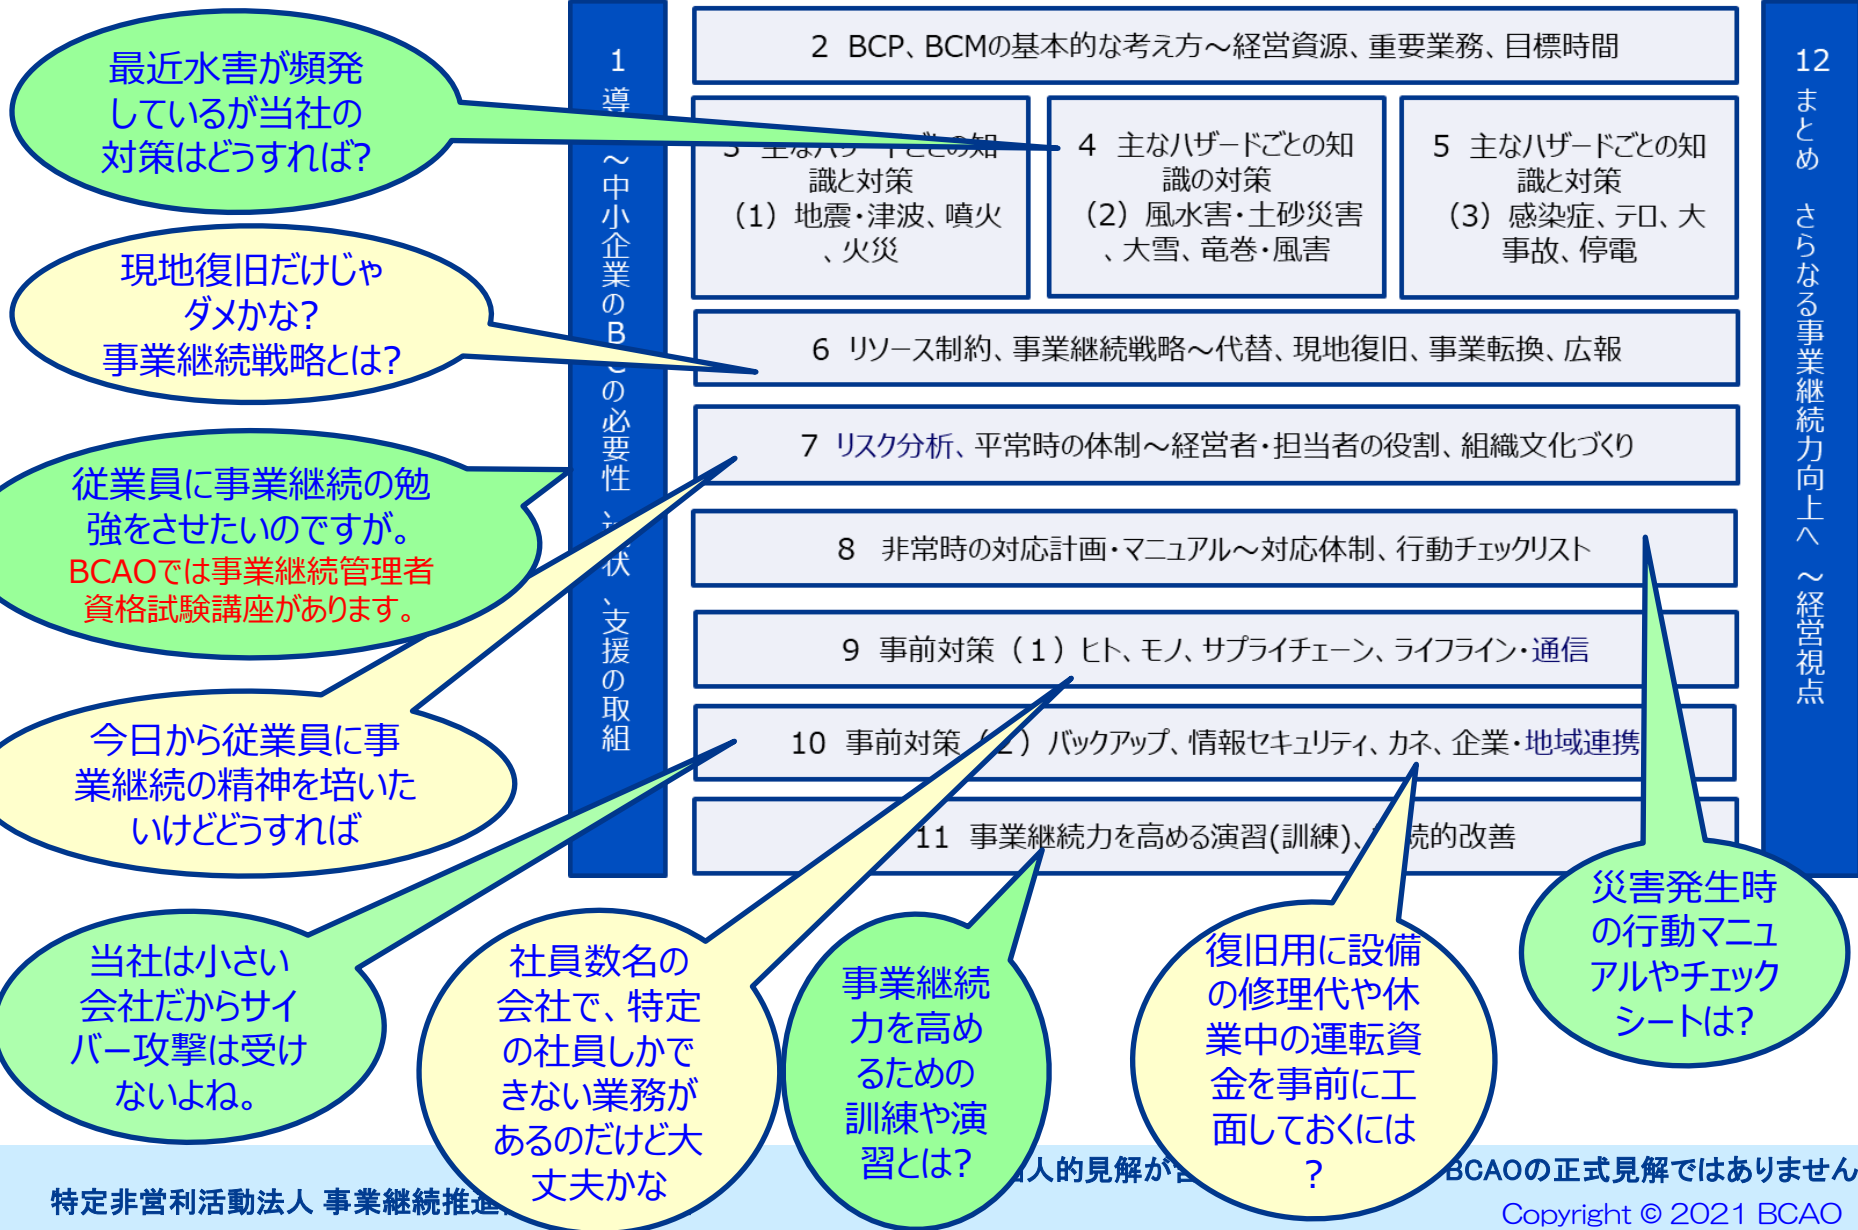 最近水害が頻発
しているが当社の
対策はどうすれば?
現地復旧だけじゃ
ダメかな?
事業継続戦略とは?
従業員に事業継続の勉
強をさせたいのですが。
BCAOでは事業継続管理者
資格試験講座があります。
今日から従業員に事
業継続の精神を培いた
いけどどうすれば
当社は小さい
会社だからサイ
バー攻撃は受け
ないよね。
1 導 ～中小企業のB の必要性、 状、支援の取組
2 BCP、BCMの基本的な考え方～経営資源、重要業務、目標時間
3 主なハザードごとの知
識と対策
（1）地震・津波、噴火
、火災
4 主なハザードごとの知
識の対策
（2）風水害・土砂災害
、大雪、竜巻・風害
5 主なハザードごとの知
識と対策
（3）感染症、テロ、大
事故、停電
6 リソース制約、事業継続戦略～代替、現地復旧、事業転換、広報
7 リスク分析、平常時の体制～経営者・担当者の役割、組織文化づくり
8 非常時の対応計画・マニュアル～対応体制、行動チェックリスト
9 事前対策（１）ヒト、モノ、サプライチェーン、ライフライン・通信
10 事前対策（２）バックアップ、情報セキュリティ、カネ、企業・地域連携
11 事業継続力を高める演習(訓練)、 続的改善
12 まとめ さらなる事業継続力向上へ ～経営視点
社員数名の
会社で、特定
の社員しかで
きない業務が
あるのだけど大
丈夫かな
事業継続
力を高め
るための
訓練や演
習とは?
復旧用に設備
の修理代や休
業中の運転資
金を事前に工
面しておくには
?
災害発生時
の行動マニュ
アルやチェック
シートは?
人的見解が BCAOの正式見解ではありません
特定非営利活動法人 事業継続推進
Copyright © 2021 BCAO